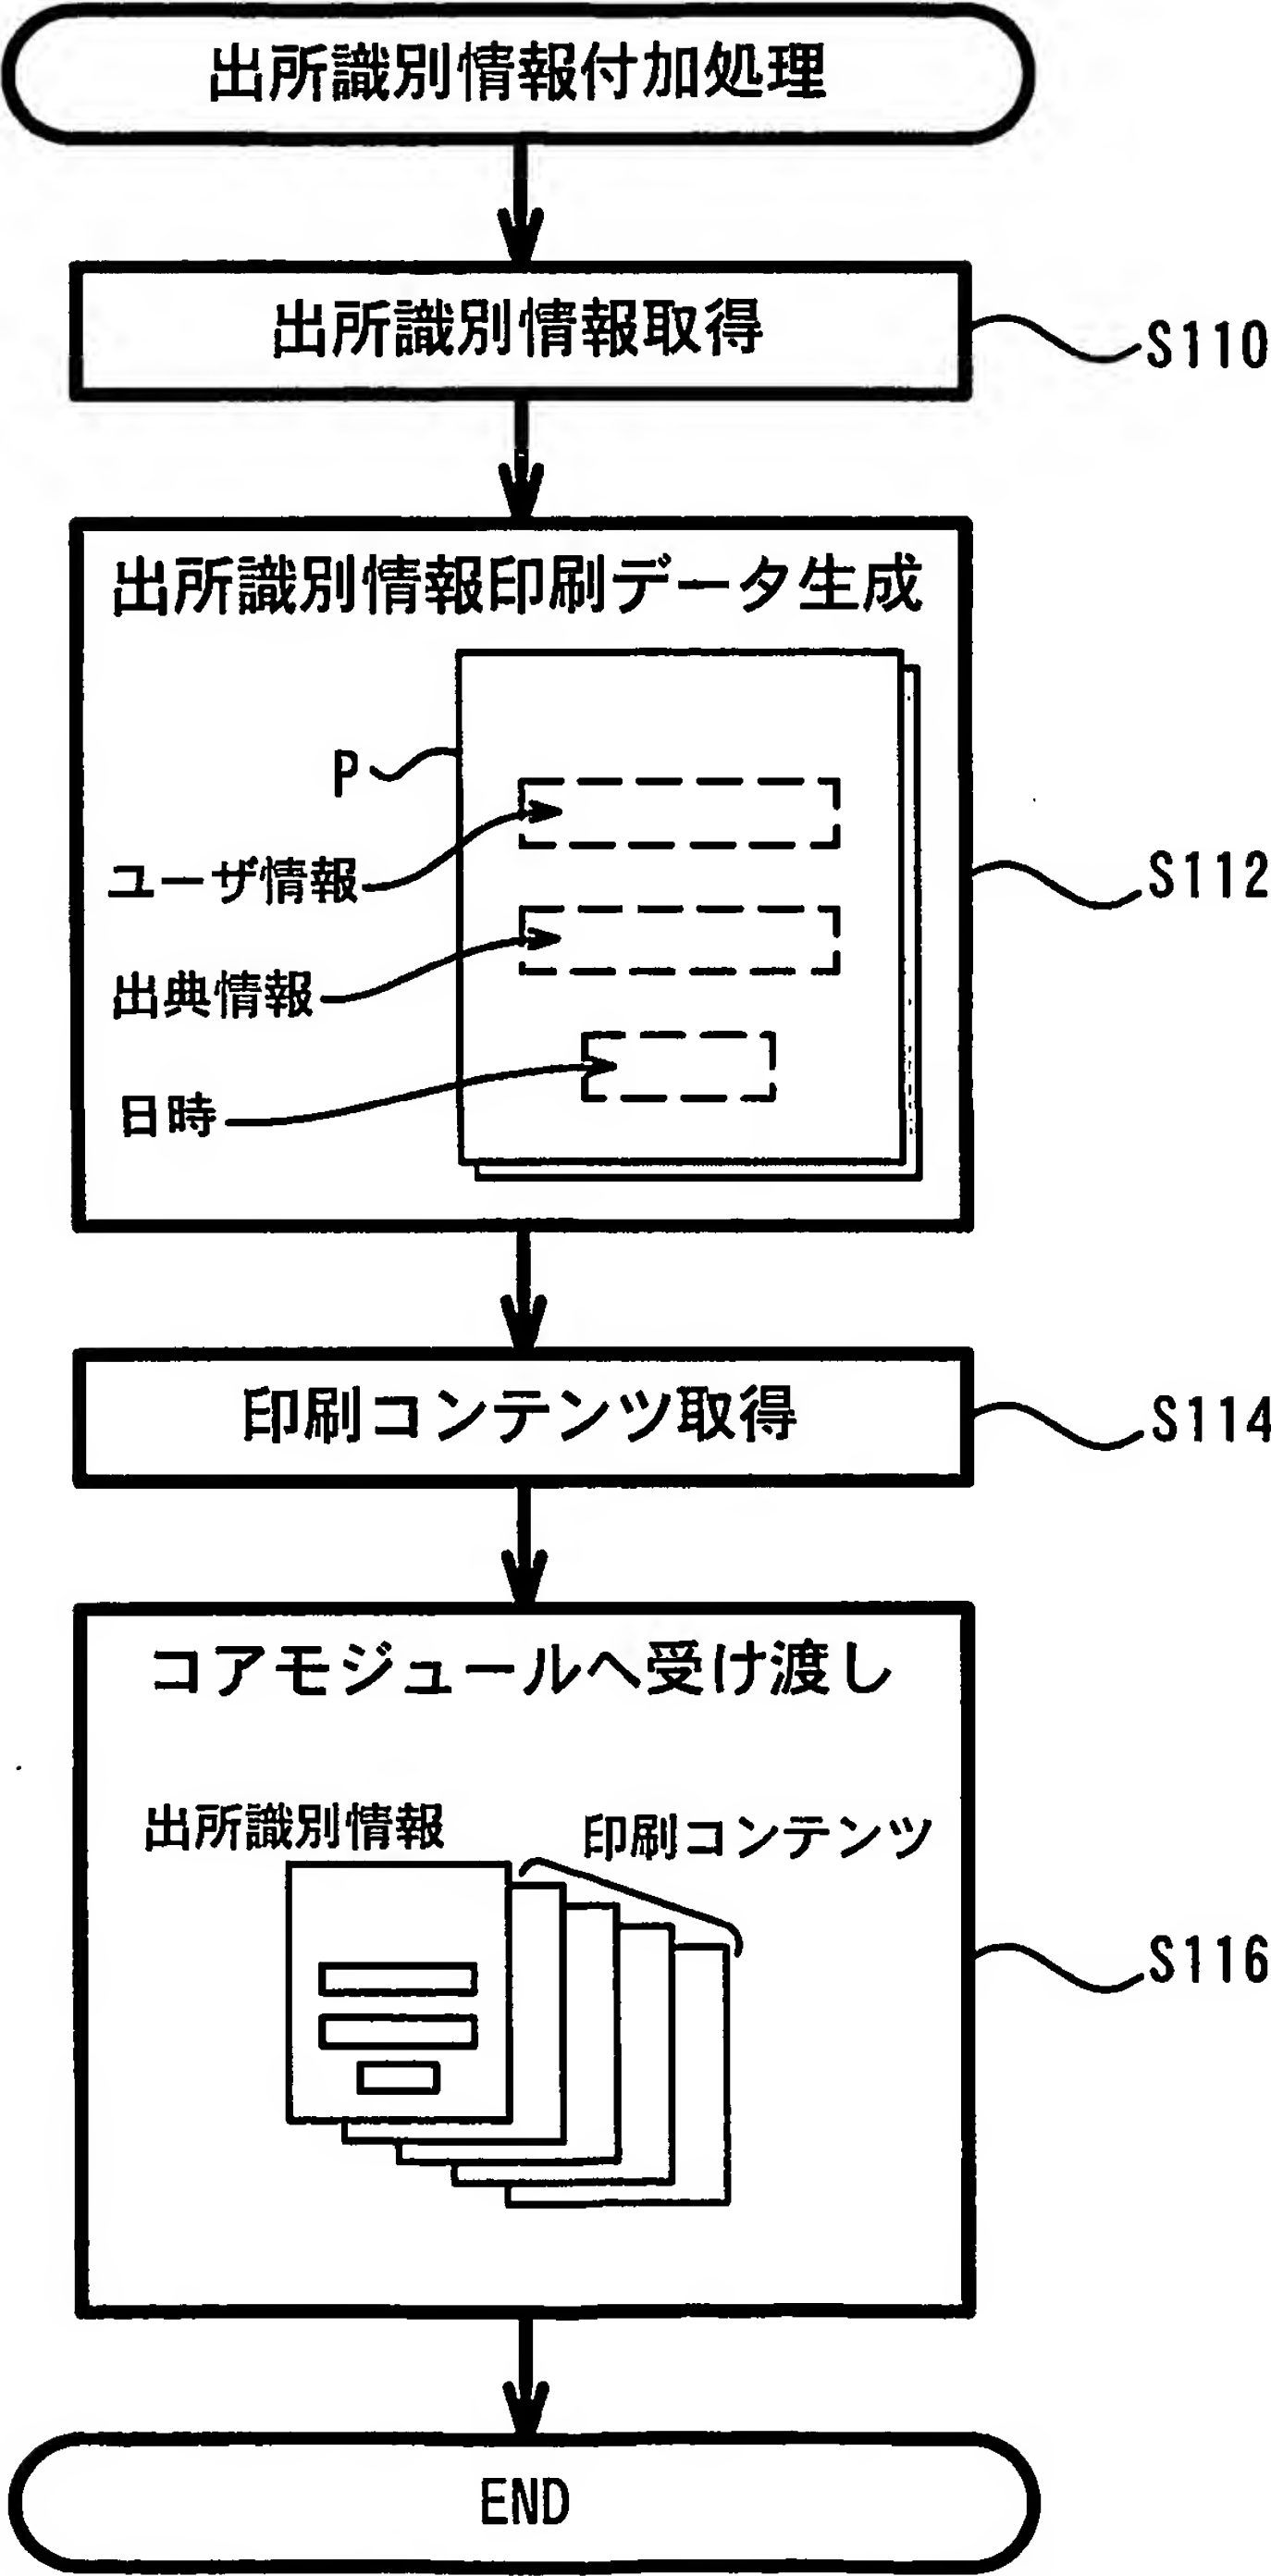 出所識別情報付加処理
出所識別情報取得
S110
出所識別情報印刷データ生成
P
ユーザ情報
S112
出典情報
日時
印刷コンテンツ取得
S114
コアモジュールへ受け渡し
出所識別情報
印刷コンテンツ
S116
END